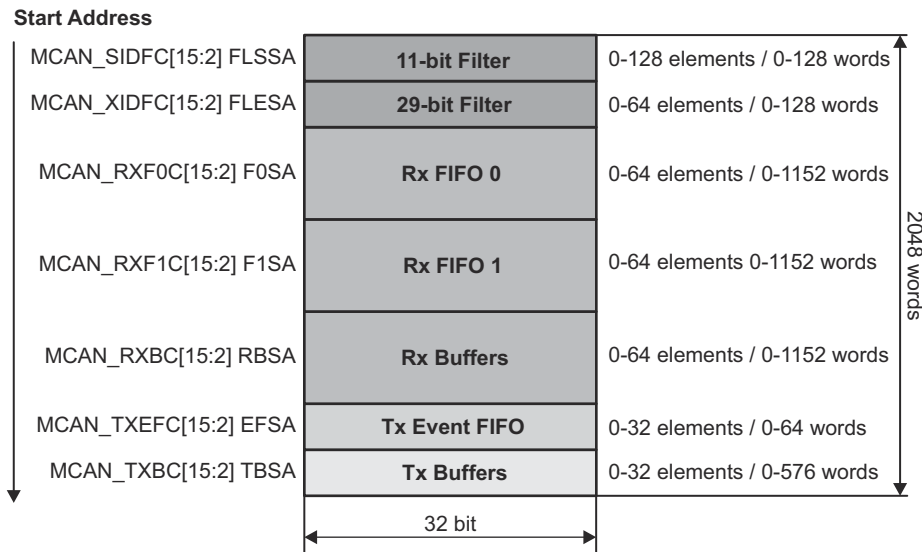 Start Address
MCAN_SIDFC[15:2] FLSSA 11-bit Filter 0-128 elements / 0-128 words
MCAN_XIDFC[15:2] FLESA 29-bit Filter 0-64 elements / 0-128 words
MCAN_RXF0C[15:2] F0SA Rx FIFO 0 0-64 elements / 0-1152 words
MCAN_RXF1C[15:2] F1SA Rx FIFO 1 0-64 elements 0-1152 words
MCAN_RXBC[15:2] RBSA Rx Buffers 0-64 elements / 0-1152 words
MCAN_TXEFC[15:2] EFSA Tx Event FIFO 0-32 elements / 0-64 words
MCAN_TXBC[15:2] TBSA Tx Buffers 0-32 elements / 0-576 words
2048 words
32 bit